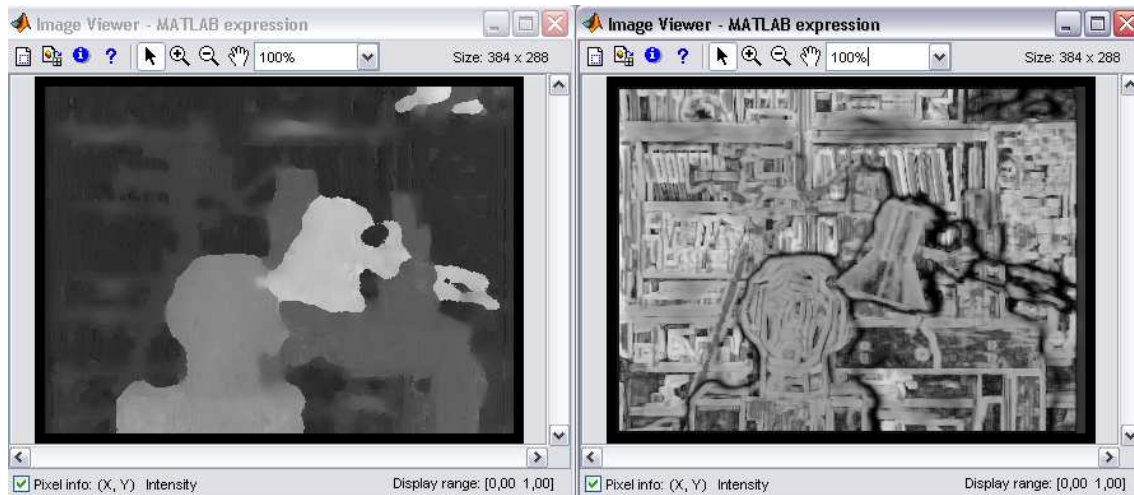 Image Viewer - MATLAB expression
100%
Size: 384 x 288
Pixel info: (X, Y) Intensity
Display range: [0,00 1,00]
Image Viewer - MATLAB expression
100%
Size: 384 x 288
Pixel info: (X, Y) Intensity
Display range: [0,00 1,00]